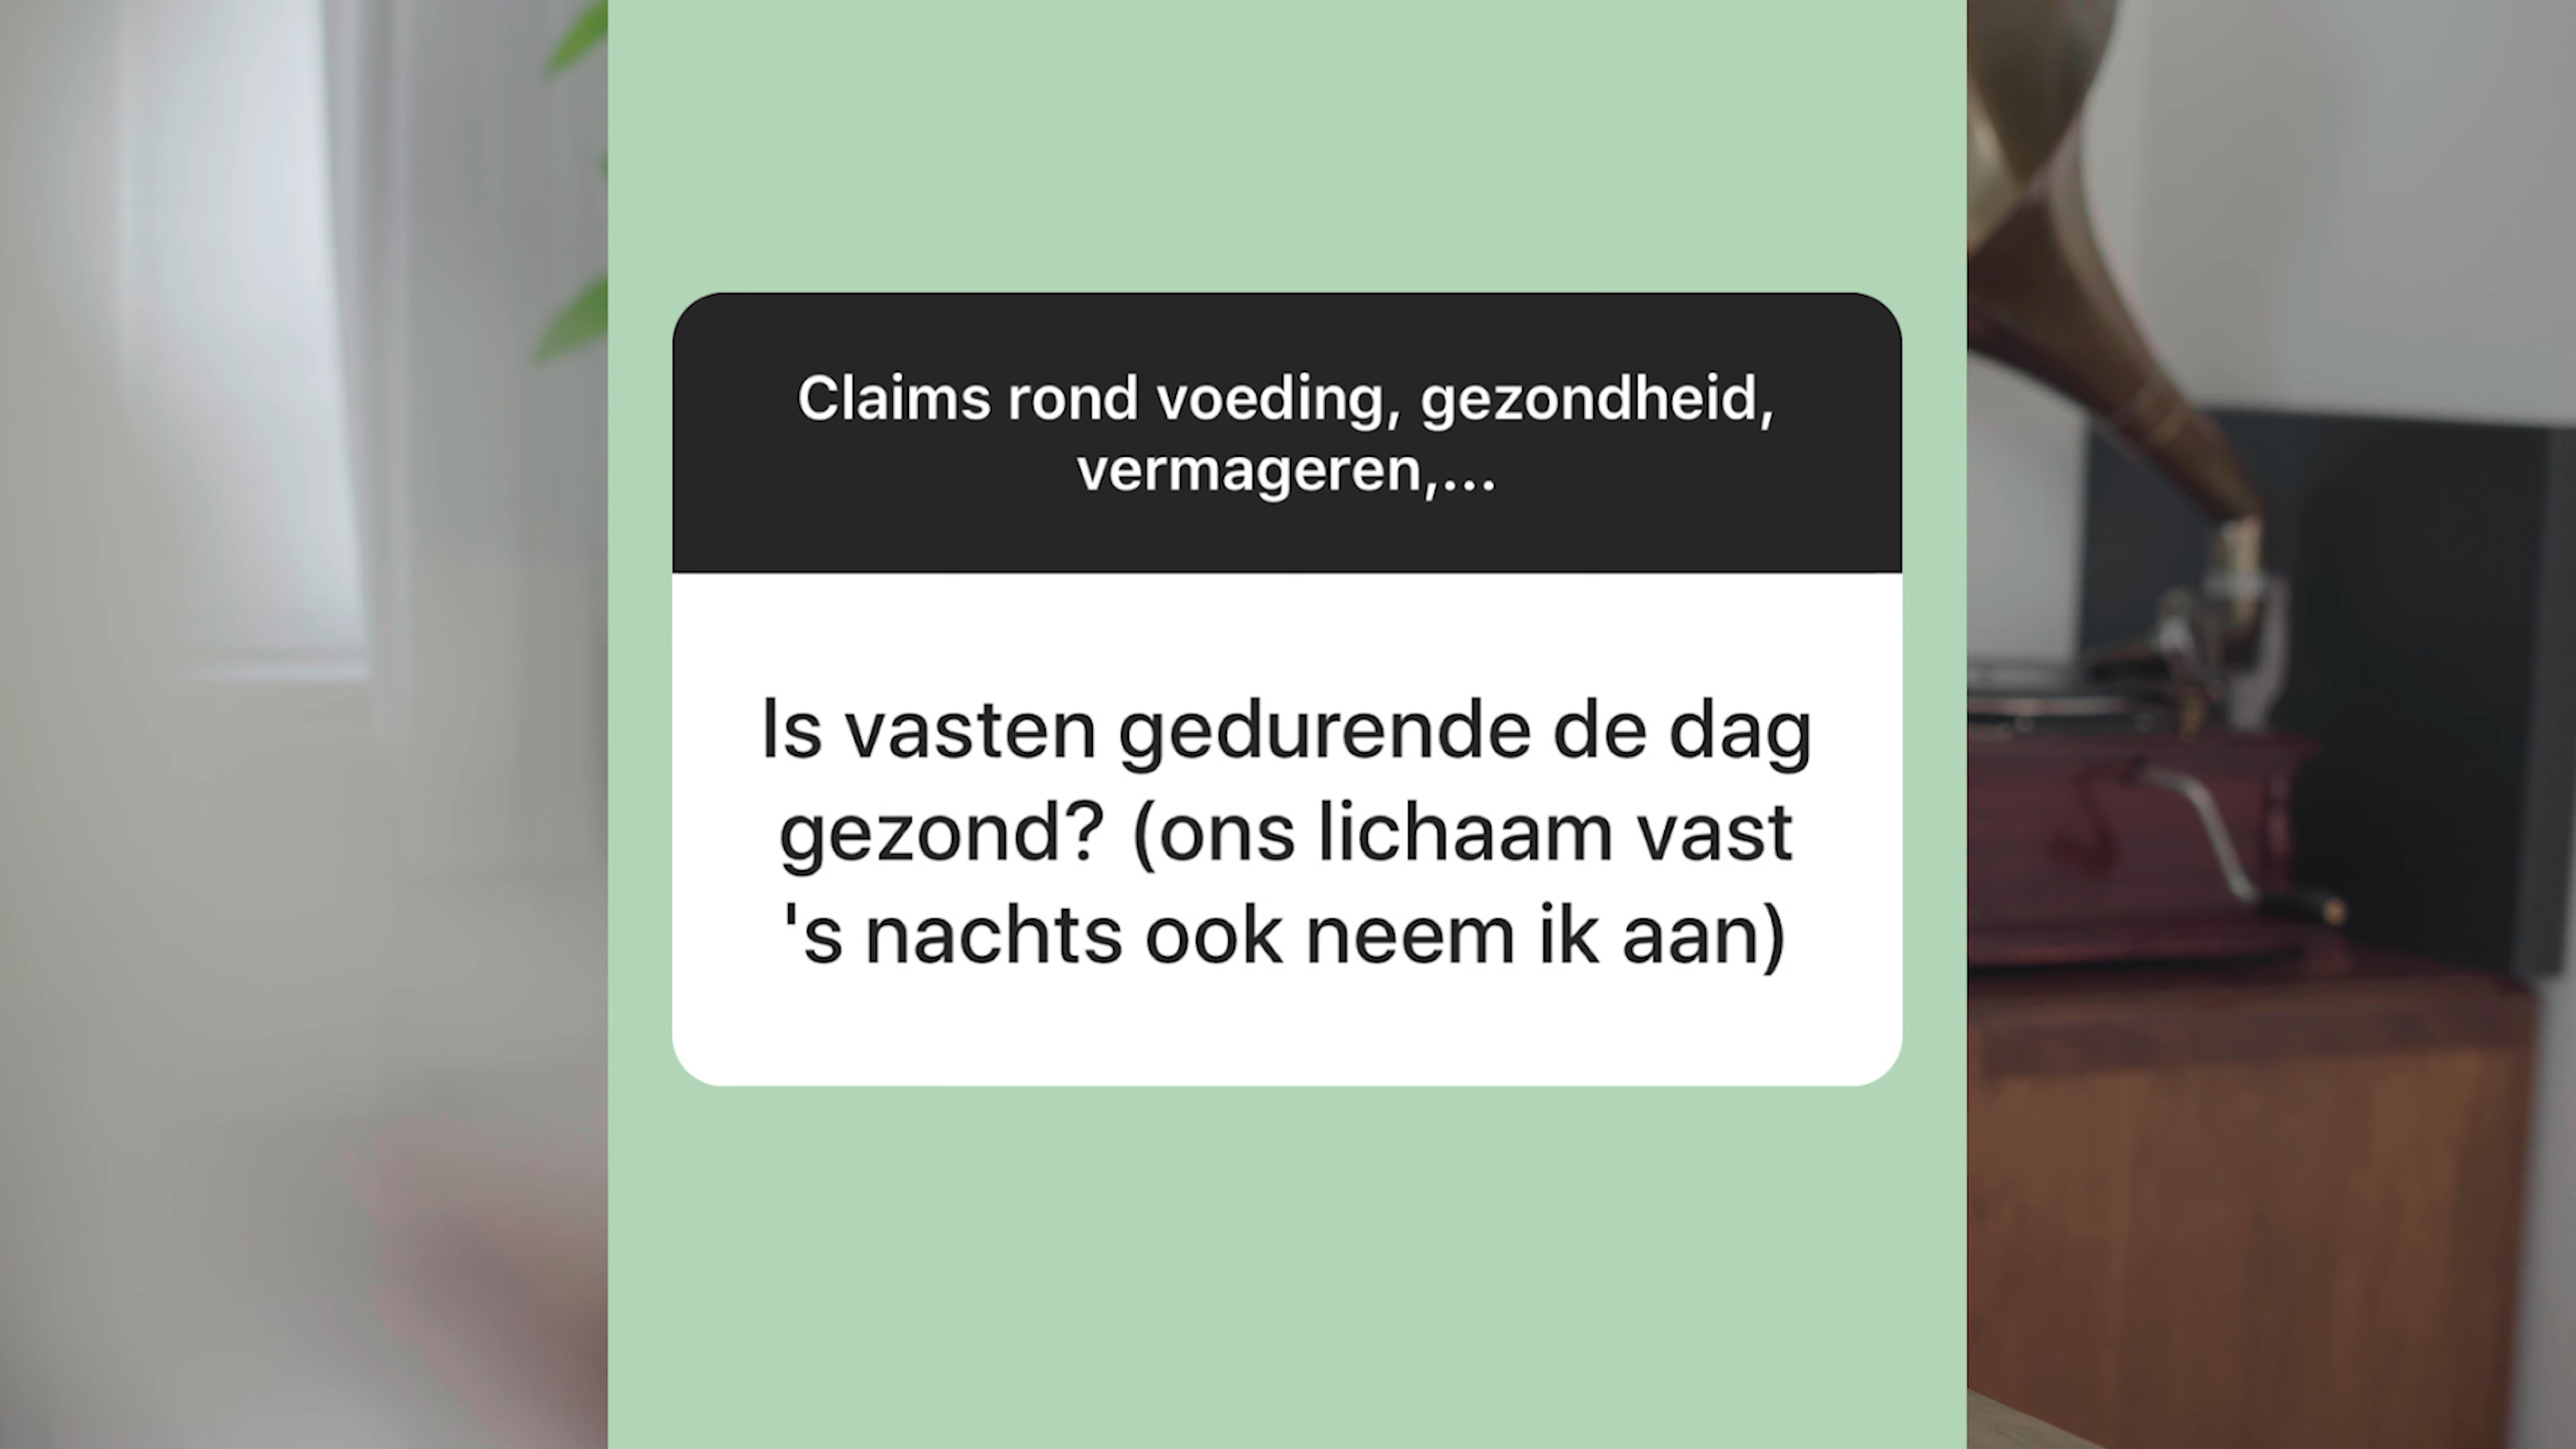 Claims rond voeding, gezondheid,
vermageren,...
Is vasten gedurende de dag
gezond? (ons lichaam vast
's nachts ook neem ik aan)